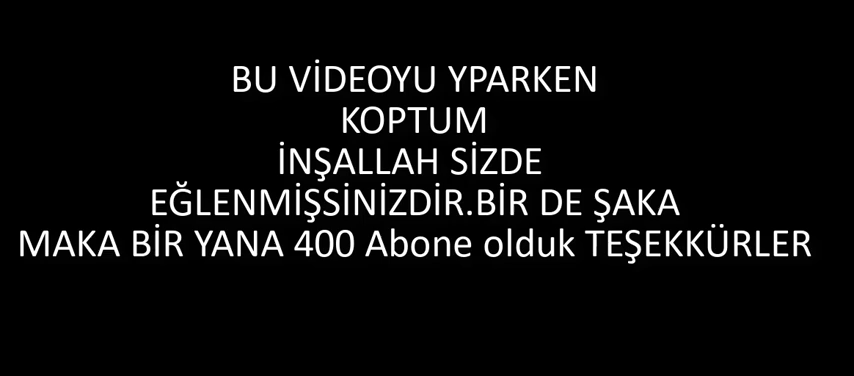 BU VİDEOYU YPARKEN
KOPTUM
İNŞALLAH SİZDE
EĞLENMİŞSİNİZDİR.BİR DE ŞAKA
MAKA BİR YANA 400 Abone olduk TEŞEKKÜRLER